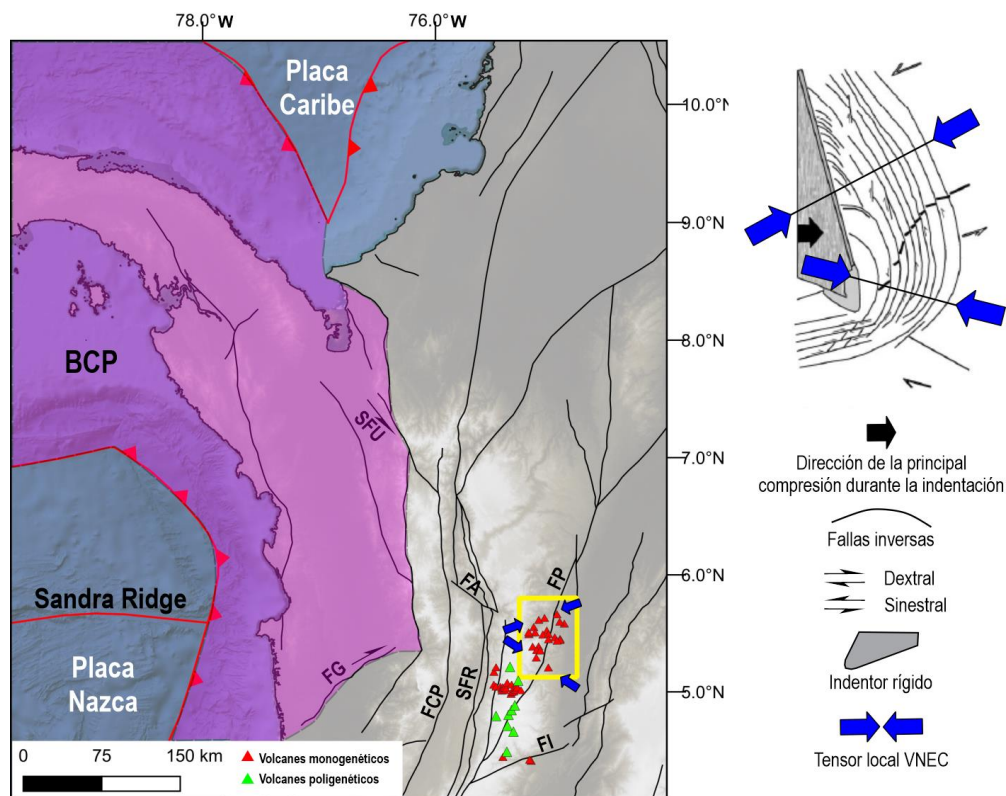 78.0°W
76.0°W
Placa
Caribe
10.0°N
9.0°N
8.0°N
BCP
SFU
7.0°N
6.0°N
FA
FP
Sandra Ridge
Placa
Nazca
FG
FCP
SFR
5.0°N
FI
0
75
150 km
Volcanes monogenéticos
Volcanes poligenéticos
Dirección de la principal
compresión durante la indentación
Fallas inversas
Dextral
Sinestral
Indentor rígido
Tensor local VNEC